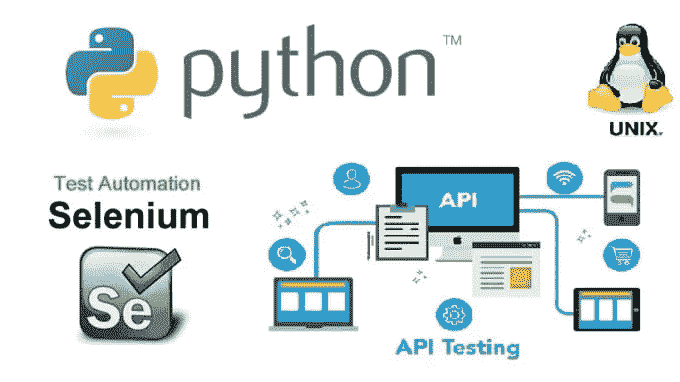 python™
UNIX.
Test Automation
Selenium
Se
API
API Testing